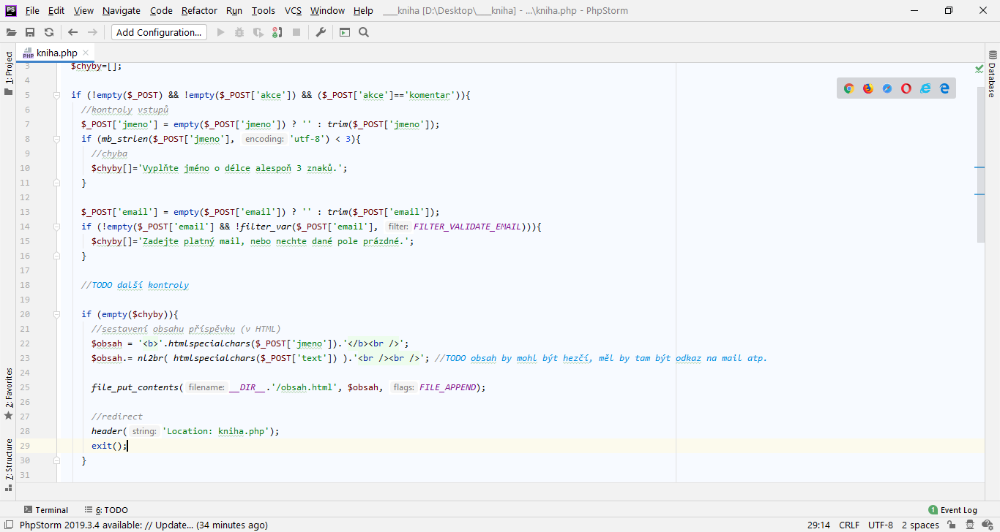 PS File Edit View Navigate Code Refactor Run Tools VCS Window Help ___kniha [D:\Desktop\___kniha] - ...\kniha.php - PhpStorm
Add Configuration...
1: Project
kniha.php
Database
3 $chyby=[];
4
5 if (!empty($_POST) && !empty($_POST['akce']) && ($_POST['akce']=='komentar')){
6 //kontroly vstupů
7 $_POST['jmeno'] = empty($_POST['jmeno']) ? '' : trim($_POST['jmeno']);
8 if (mb_strlen($_POST['jmeno'], encoding: 'utf-8') < 3){
9 //chyba
10 $chyby[]='Vyplňte jméno o délce alespoň 3 znaků.';
11 }
12
13 $_POST['email'] = empty($_POST['email']) ? '' : trim($_POST['email']);
14 if (!empty($_POST['email'] && !filter_var($_POST['email'], filter: FILTER_VALIDATE_EMAIL))){
15 $chyby[]='Zadejte platný mail, nebo nechte dané pole prázdné.';
16 }
17
18 //TODO další kontroly
19
20 if (empty($chyby)){
21 //sestavení obsahu příspěvku (v HTML)
22 $obsah = '<b>'.htmlspecialchars($_POST['jmeno']).'</b><br />';
23 $obsah.= nl2br( htmlspecialchars($_POST['text']) ).'<br /><br />'; //TODO obsah by mohl být hezčí, měl by tam být odkaz na mail atp.
24
25 file_put_contents( filename: __DIR__.'/obsah.html', $obsah, flags: FILE_APPEND);
26
27 //redirect
28 header( string: 'Location: kniha.php');
29 exit();
30 }
31
2: Favorites
7: Structure
Terminal 6: TODO 1 Event Log
PhpStorm 2019.3.4 available: // Update... (34 minutes ago) 29:14 CRLF UTF-8 2 spaces